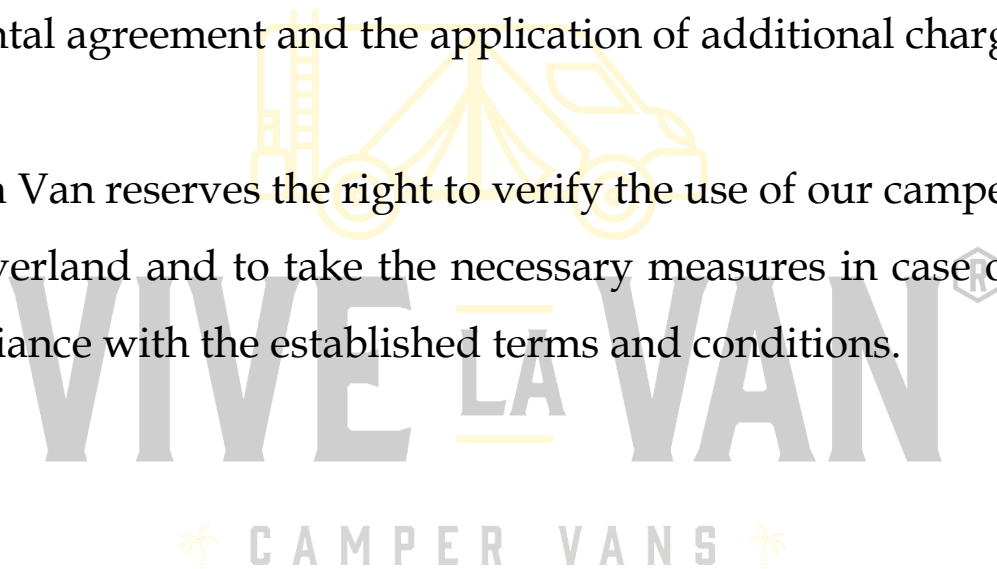 ntal agreement and the application of additional charg
n Van reserves the right to verify the use of our campe
verland and to take the necessary measures in case o
iance with the established terms and conditions.
VIVE LA VAN ®
CAMPER VANS